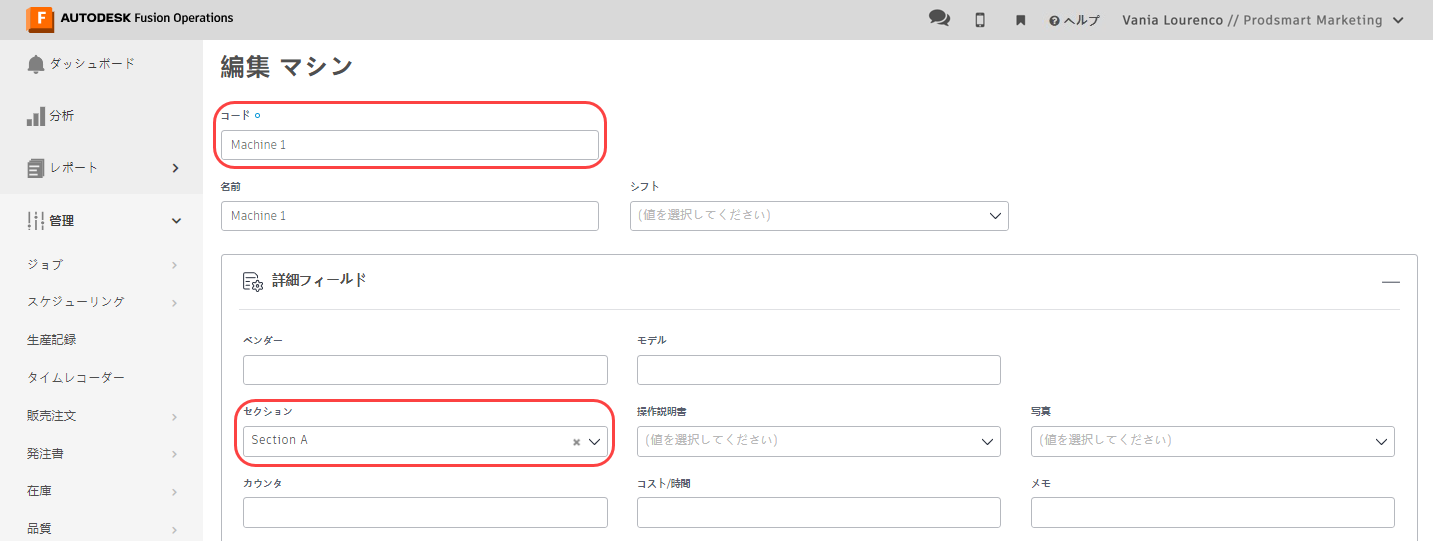 F AUTODESK Fusion Operations
ヘルプ Vania Lourenco // Prodsmart Marketing
ダッシュボード
分析
レポート
管理
ジョブ
スケジューリング
生産記録
タイムレコーダー
販売注文
発注書
在庫
品質
編集 マシン
コード
Machine 1
名前 シフト
Machine 1 (値を選択してください)
詳細フィールド
ベンダー モデル
セクション 操作説明書 写真
Section A (値を選択してください) (値を選択してください)
カウンタ コスト/時間 メモ